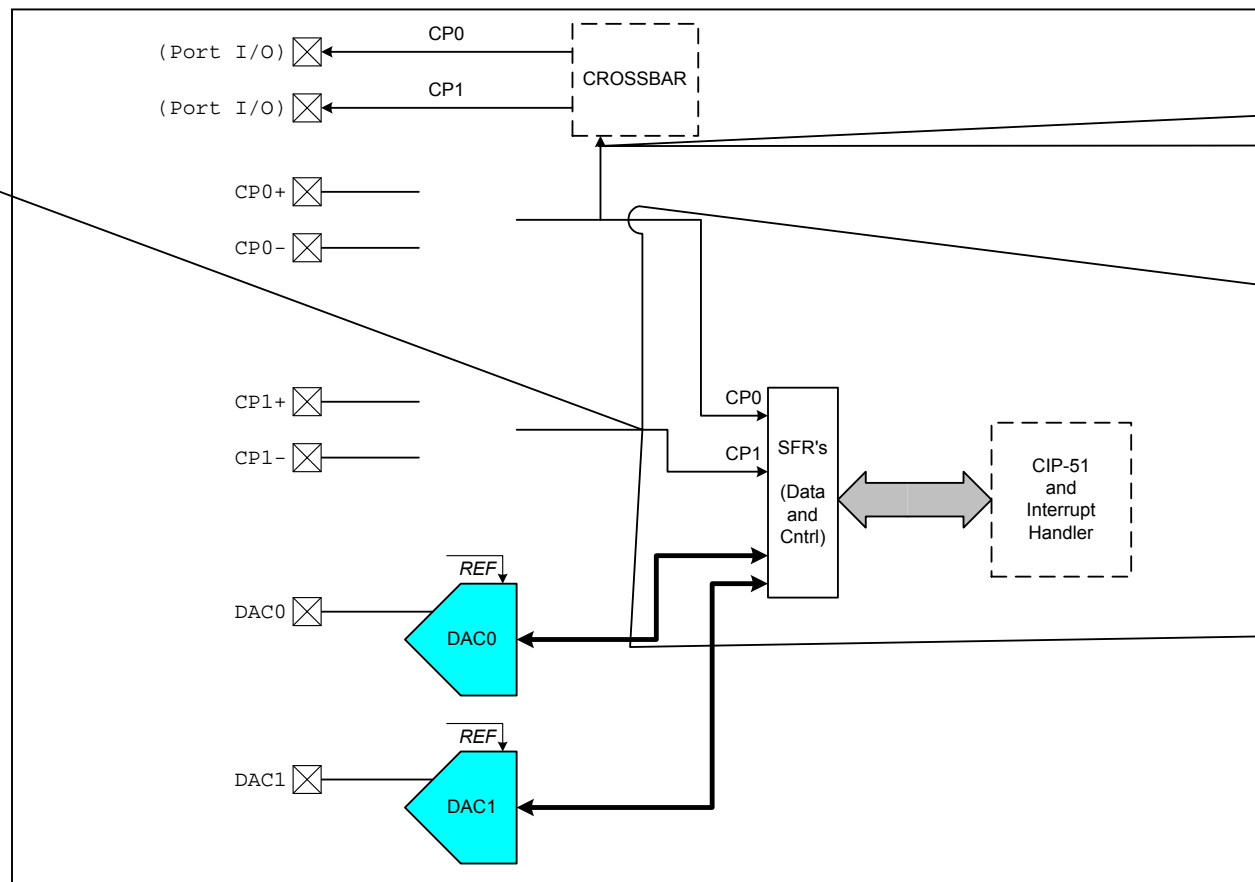 (Port I/O)
CP0
CROSSBAR
(Port I/O)
CP1
CP0+
CP0-
CP1+
CP1-
CP0
CP1
SFR's
(Data
and
Cntrl)
CIP-51
and
Interrupt
Handler
REF
DAC0
DAC0
REF
DAC1
DAC1